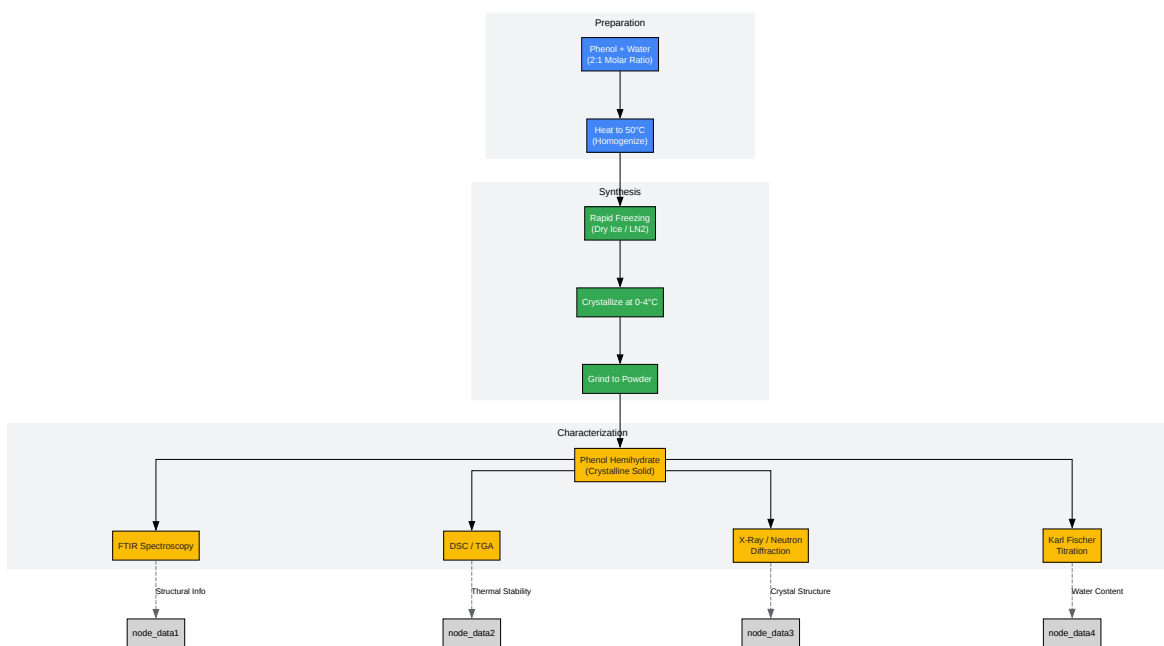 Preparation
Phenol + Water
(2:1 Molar Ratio)
Heat to 50°C
(Homogenize)
Synthesis
Rapid Freezing
(Dry Ice / LN2)
Crystallize at 0-4°C
Grind to Powder
Characterization
Phenol Hemihydrate
(Crystalline Solid)
FTIR Spectroscopy
DSC / TGA
X-Ray / Neutron
Diffraction
Karl Fischer
Titration
Structural Info
Thermal Stability
Crystal Structure
Water Content
node_data1
node_data2
node_data3
node_data4